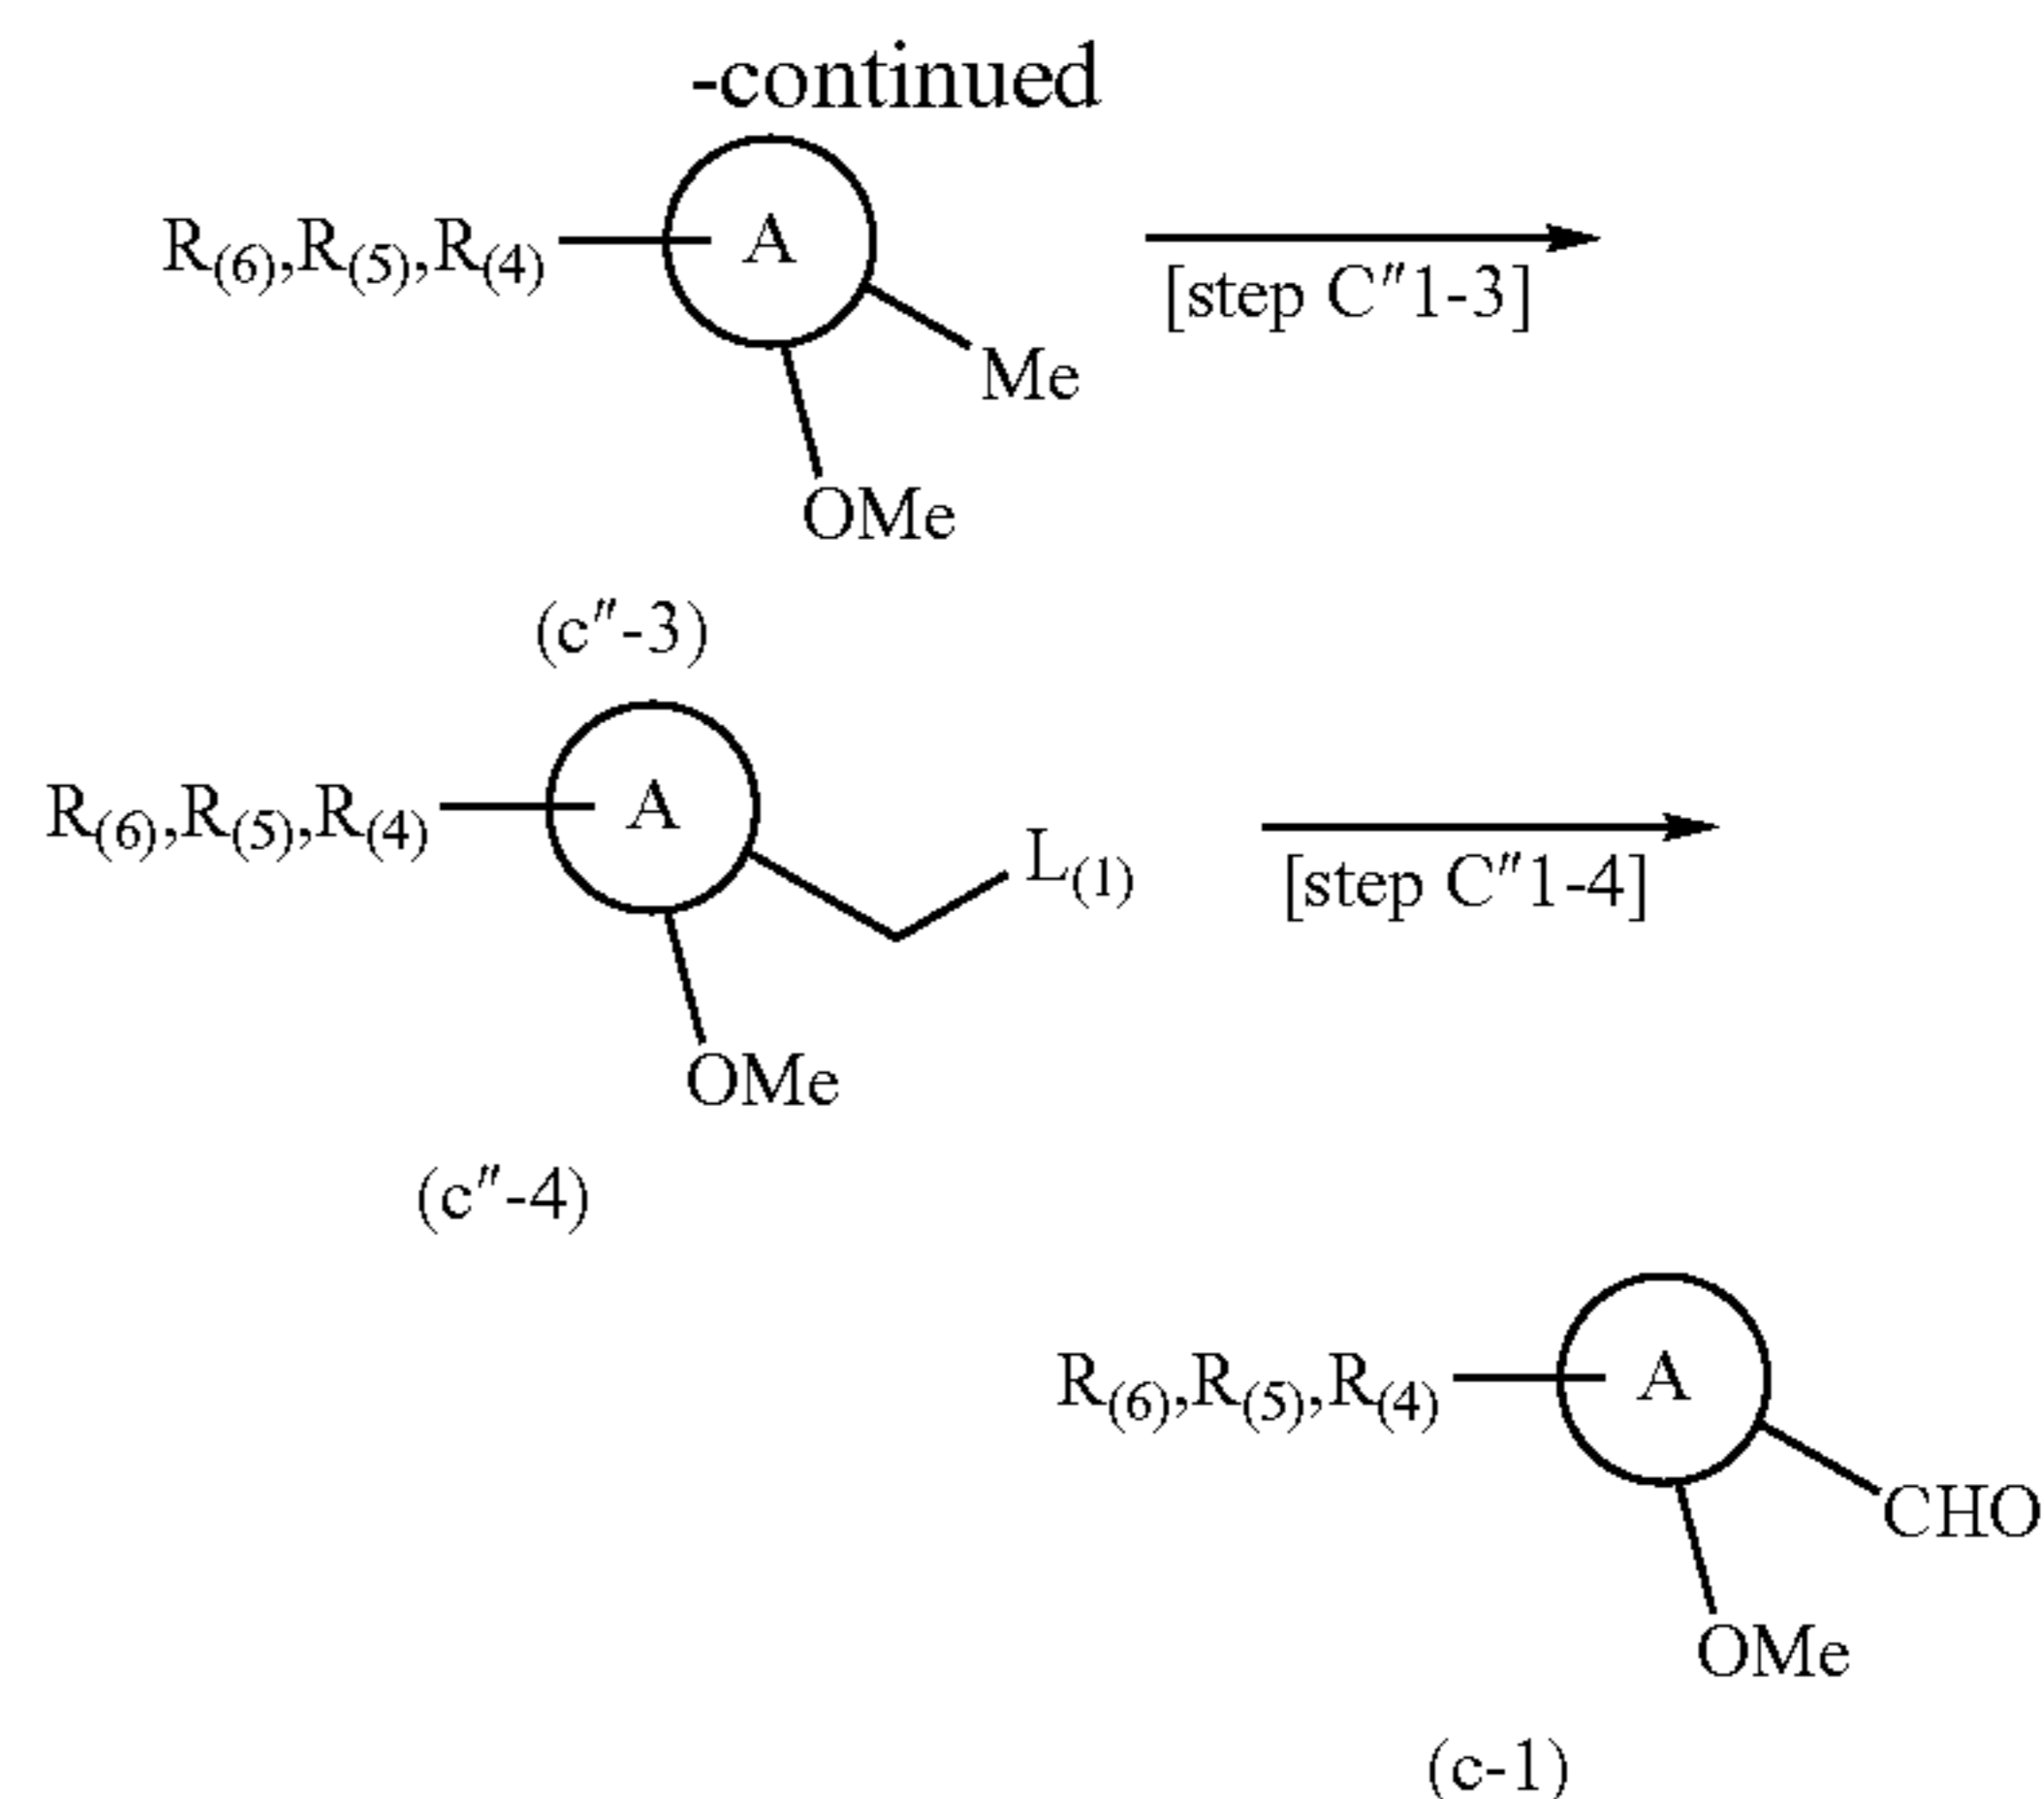 -continued
R(6),R(5),R(4)
A
[step C″1-3]
Me
OMe
(c″-3)
R(6),R(5),R(4)
A
L(1)
[step C″1-4]
OMe
(c″-4)
R(6),R(5),R(4)
A
CHO
OMe
(c-1)